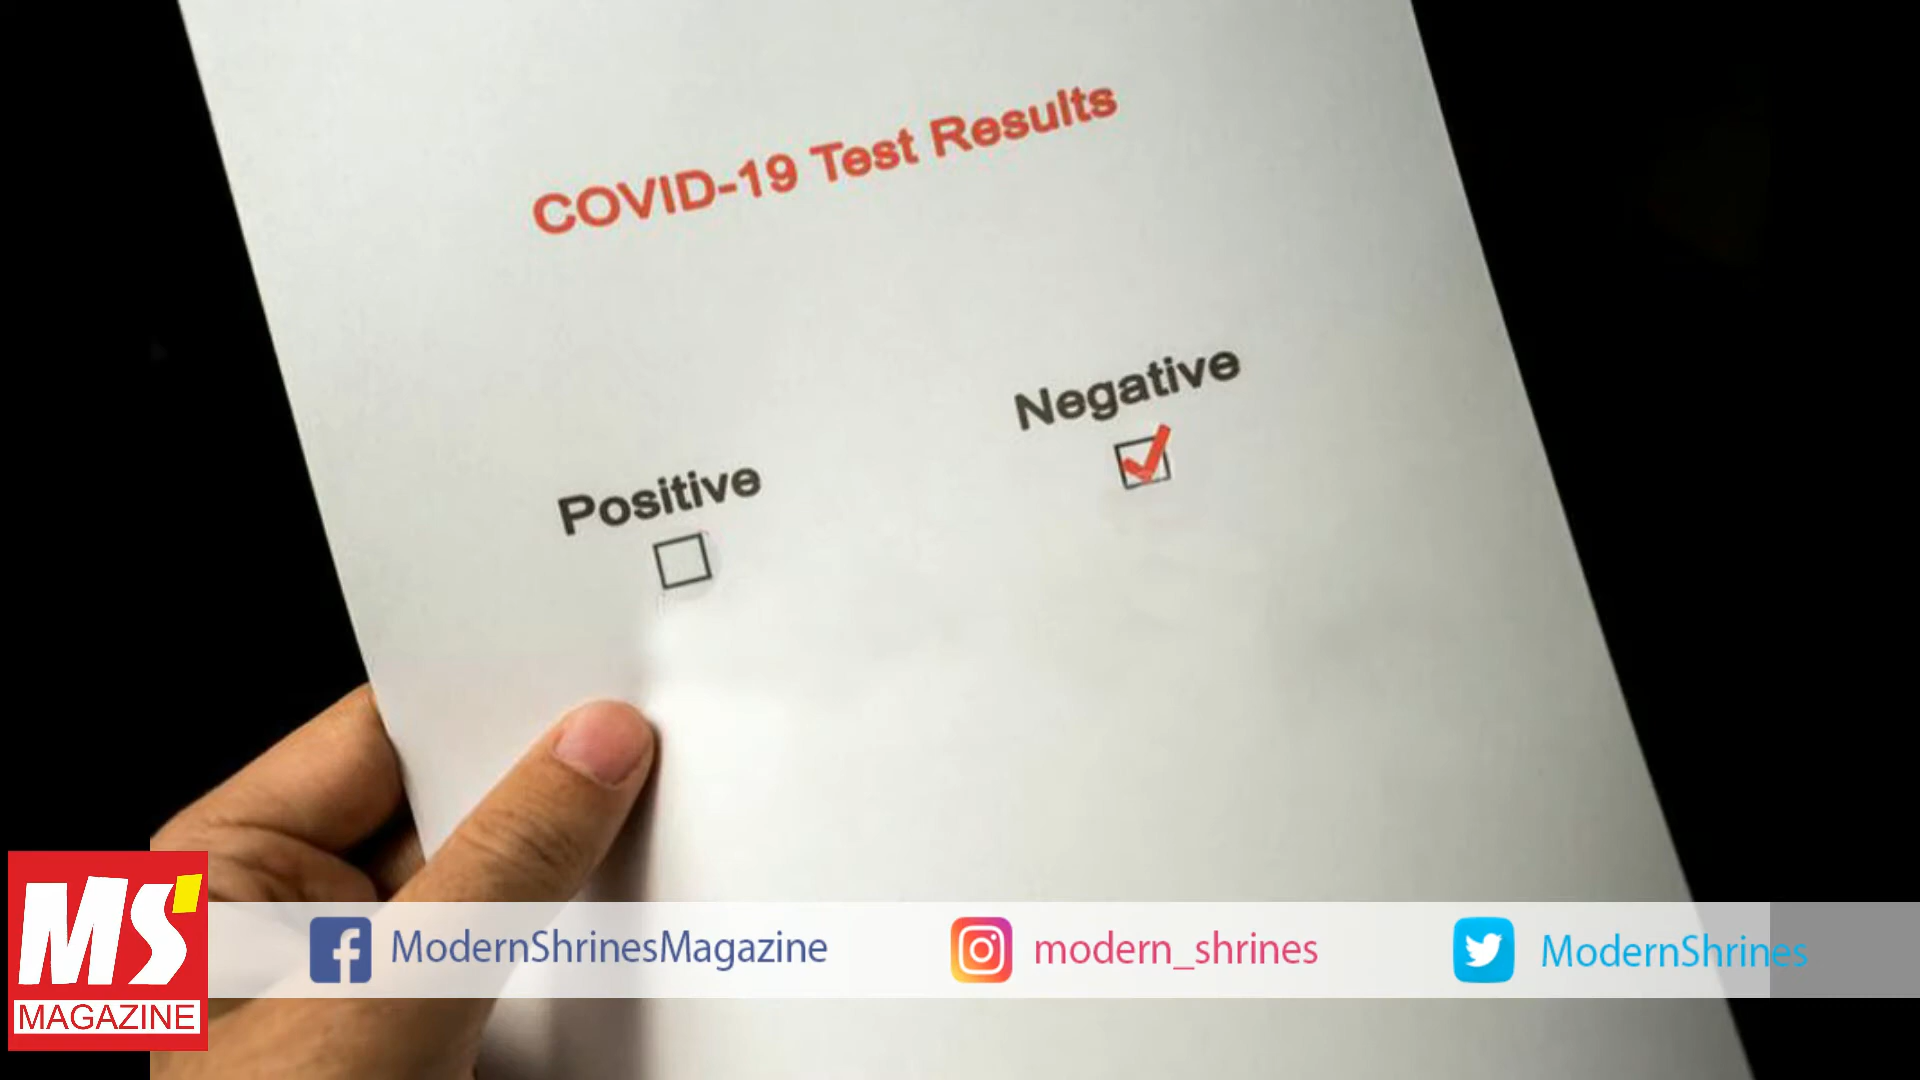 COVID-19 Test Results
Negative
Positive
MS'
MAGAZINE
ModernShrinesMagazine
modern_shrines
ModernShrines